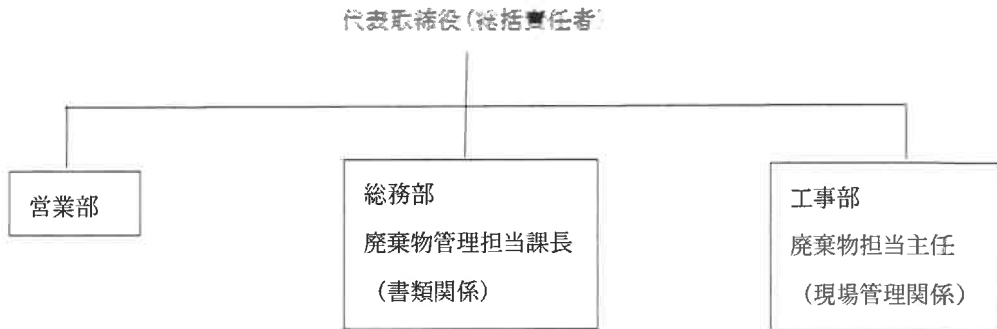 代表取締役(総括責任者)
営業部
総務部
廃棄物管理担当課長
(書類関係)
工事部
廃棄物担当主任
(現場管理関係)